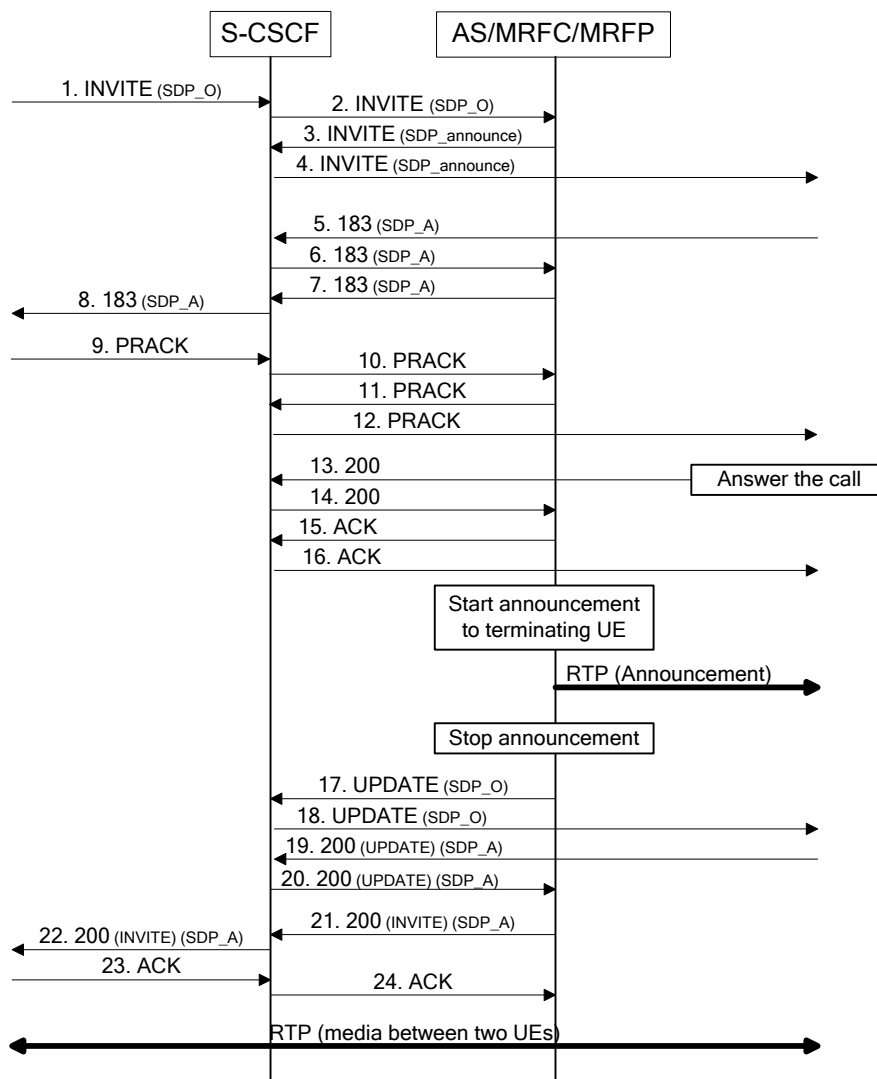 S-CSCF
AS/MRFC/MRFP
1. INVITE (SDP_O)
2. INVITE (SDP_O)
3. INVITE (SDP_announce)
4. INVITE (SDP_announce)
5. 183 (SDP_A)
6. 183 (SDP_A)
7. 183 (SDP_A)
8. 183 (SDP_A)
9. PRACK
10. PRACK
11. PRACK
12. PRACK
13. 200
Answer the call
14. 200
15. ACK
16. ACK
Start announcement
to terminating UE
RTP (Announcement)
Stop announcement
17. UPDATE (SDP_O)
18. UPDATE (SDP_O)
19. 200 (UPDATE) (SDP_A)
20. 200 (UPDATE) (SDP_A)
21. 200 (INVITE) (SDP_A)
22. 200 (INVITE) (SDP_A)
23. ACK
24. ACK
RTP (media between two UEs)